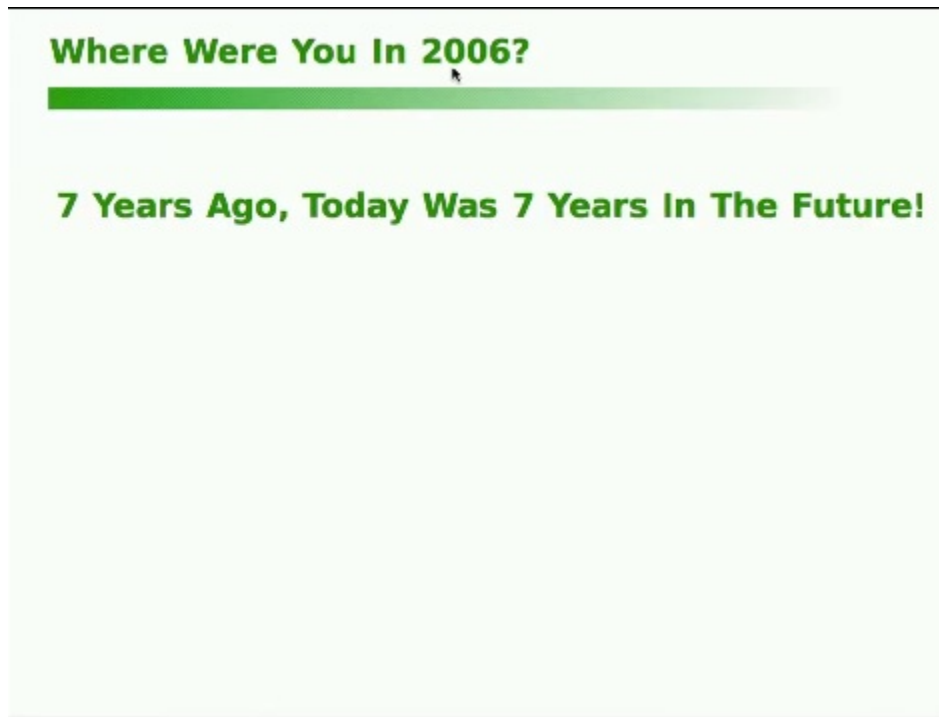 Where Were You In 2006?
7 Years Ago, Today Was 7 Years In The Future!